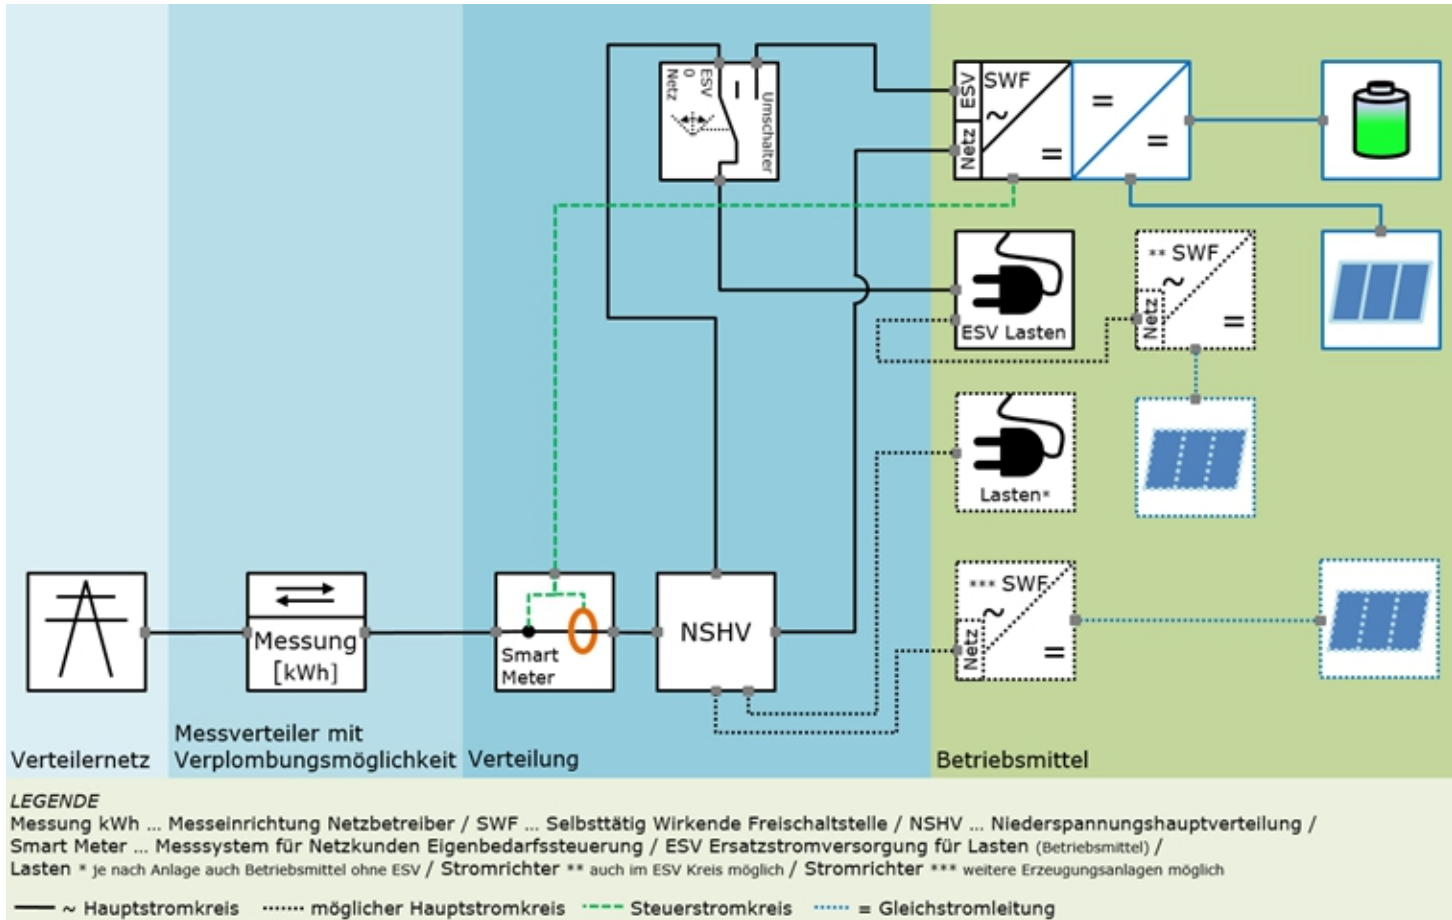 ESV
0
Netz
Umschalter
ESV
Netz
SWF
~
=
=
=
ESV Lasten
** SWF
~
Netz
=
Lasten*
*** SWF
~
Netz
=
Messung
[kWh]
Smart
Meter
NSHV
Verteilernetz
Messverteiler mit
Verplombungsmöglichkeit
Verteilung
Betriebsmittel
LEGENDE
Messung kWh ... Messeinrichtung Netzbetreiber / SWF ... Selbsttätig Wirkende Freischaltstelle / NSHV ... Niederspannungshauptverteilung /
Smart Meter ... Messsystem für Netzkunden Eigenbedarfssteuerung / ESV Ersatzstromversorgung für Lasten (Betriebsmittel) /
Lasten * je nach Anlage auch Betriebsmittel ohne ESV / Stromrichter ** auch im ESV Kreis möglich / Stromrichter *** weitere Erzeugungsanlagen möglich
~ Hauptstromkreis möglicher Hauptstromkreis Steuerstromkreis = Gleichstromleitung